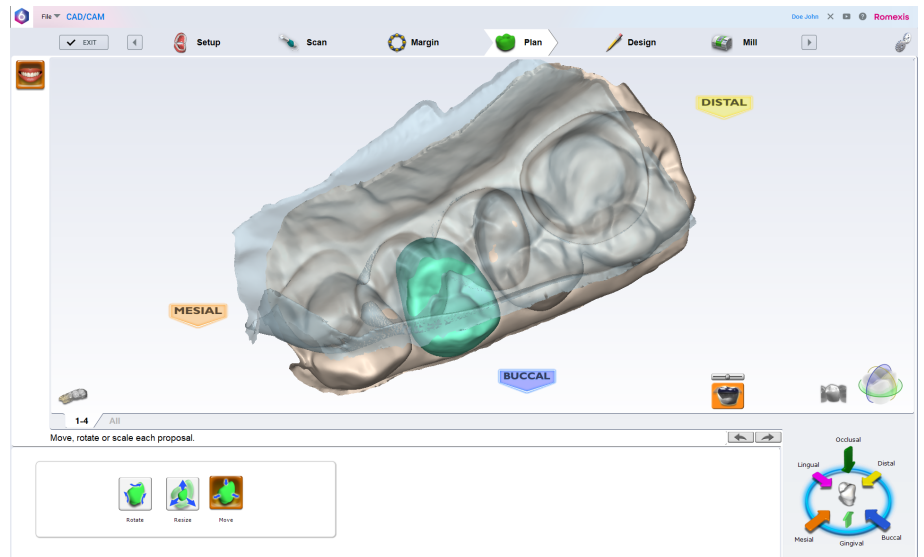 File CAD/CAM
Doe John
Romexis
EXIT
Setup
Scan
Margin
Plan
Design
Mill
DISTAL
MESIAL
BUCCAL
1-4
All
Move, rotate or scale each proposal.
Rotate
Resize
Move
Occlusal
Lingual
Distal
Mesial
Gingival
Buccal